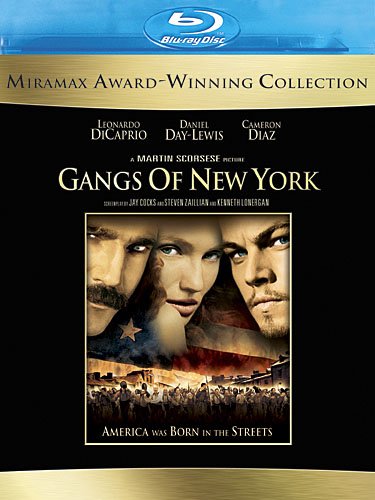 Blu-ray Disc
MIRAMAX AWARD-WINNING COLLECTION
LEONARDO DANIEL CAMERON
DICAPRIO DAY-LEWIS DIAZ
A MARTIN SCORSESE PICTURE
GANGS OF NEW YORK
SCREENPLAY BY JAY COCKS AND STEVEN ZAILLIAN AND KENNETH LONERGAN
AMERICA WAS BORN IN THE STREETS